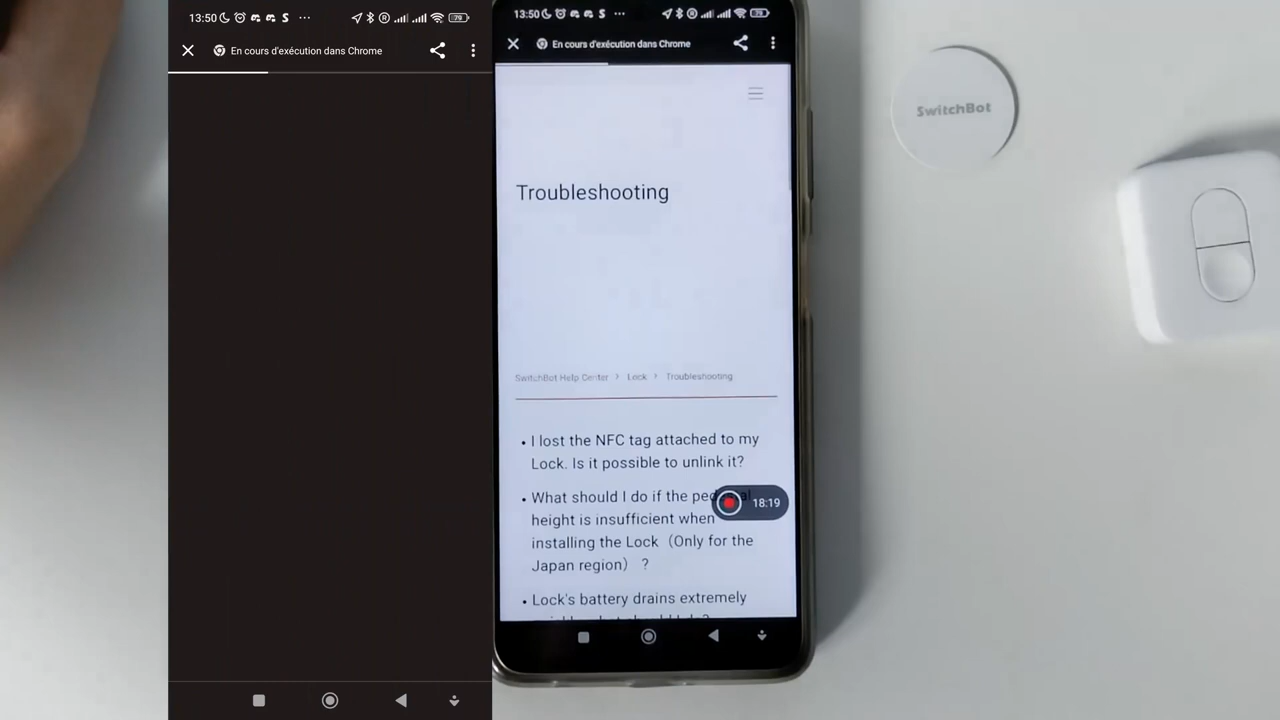 13:50
S
...
R
79
En cours d'exécution dans Chrome
13:50
S
...
R
79
En cours d'exécution dans Chrome
Troubleshooting
SwitchBot Help Center > Lock > Troubleshooting
• I lost the NFC tag attached to my
Lock. Is it possible to unlink it?
• What should I do if the
height is insufficient when
18:19
installing the Lock（Only for the
Japan region） ?
• Lock's battery drains extremely
SwitchBot